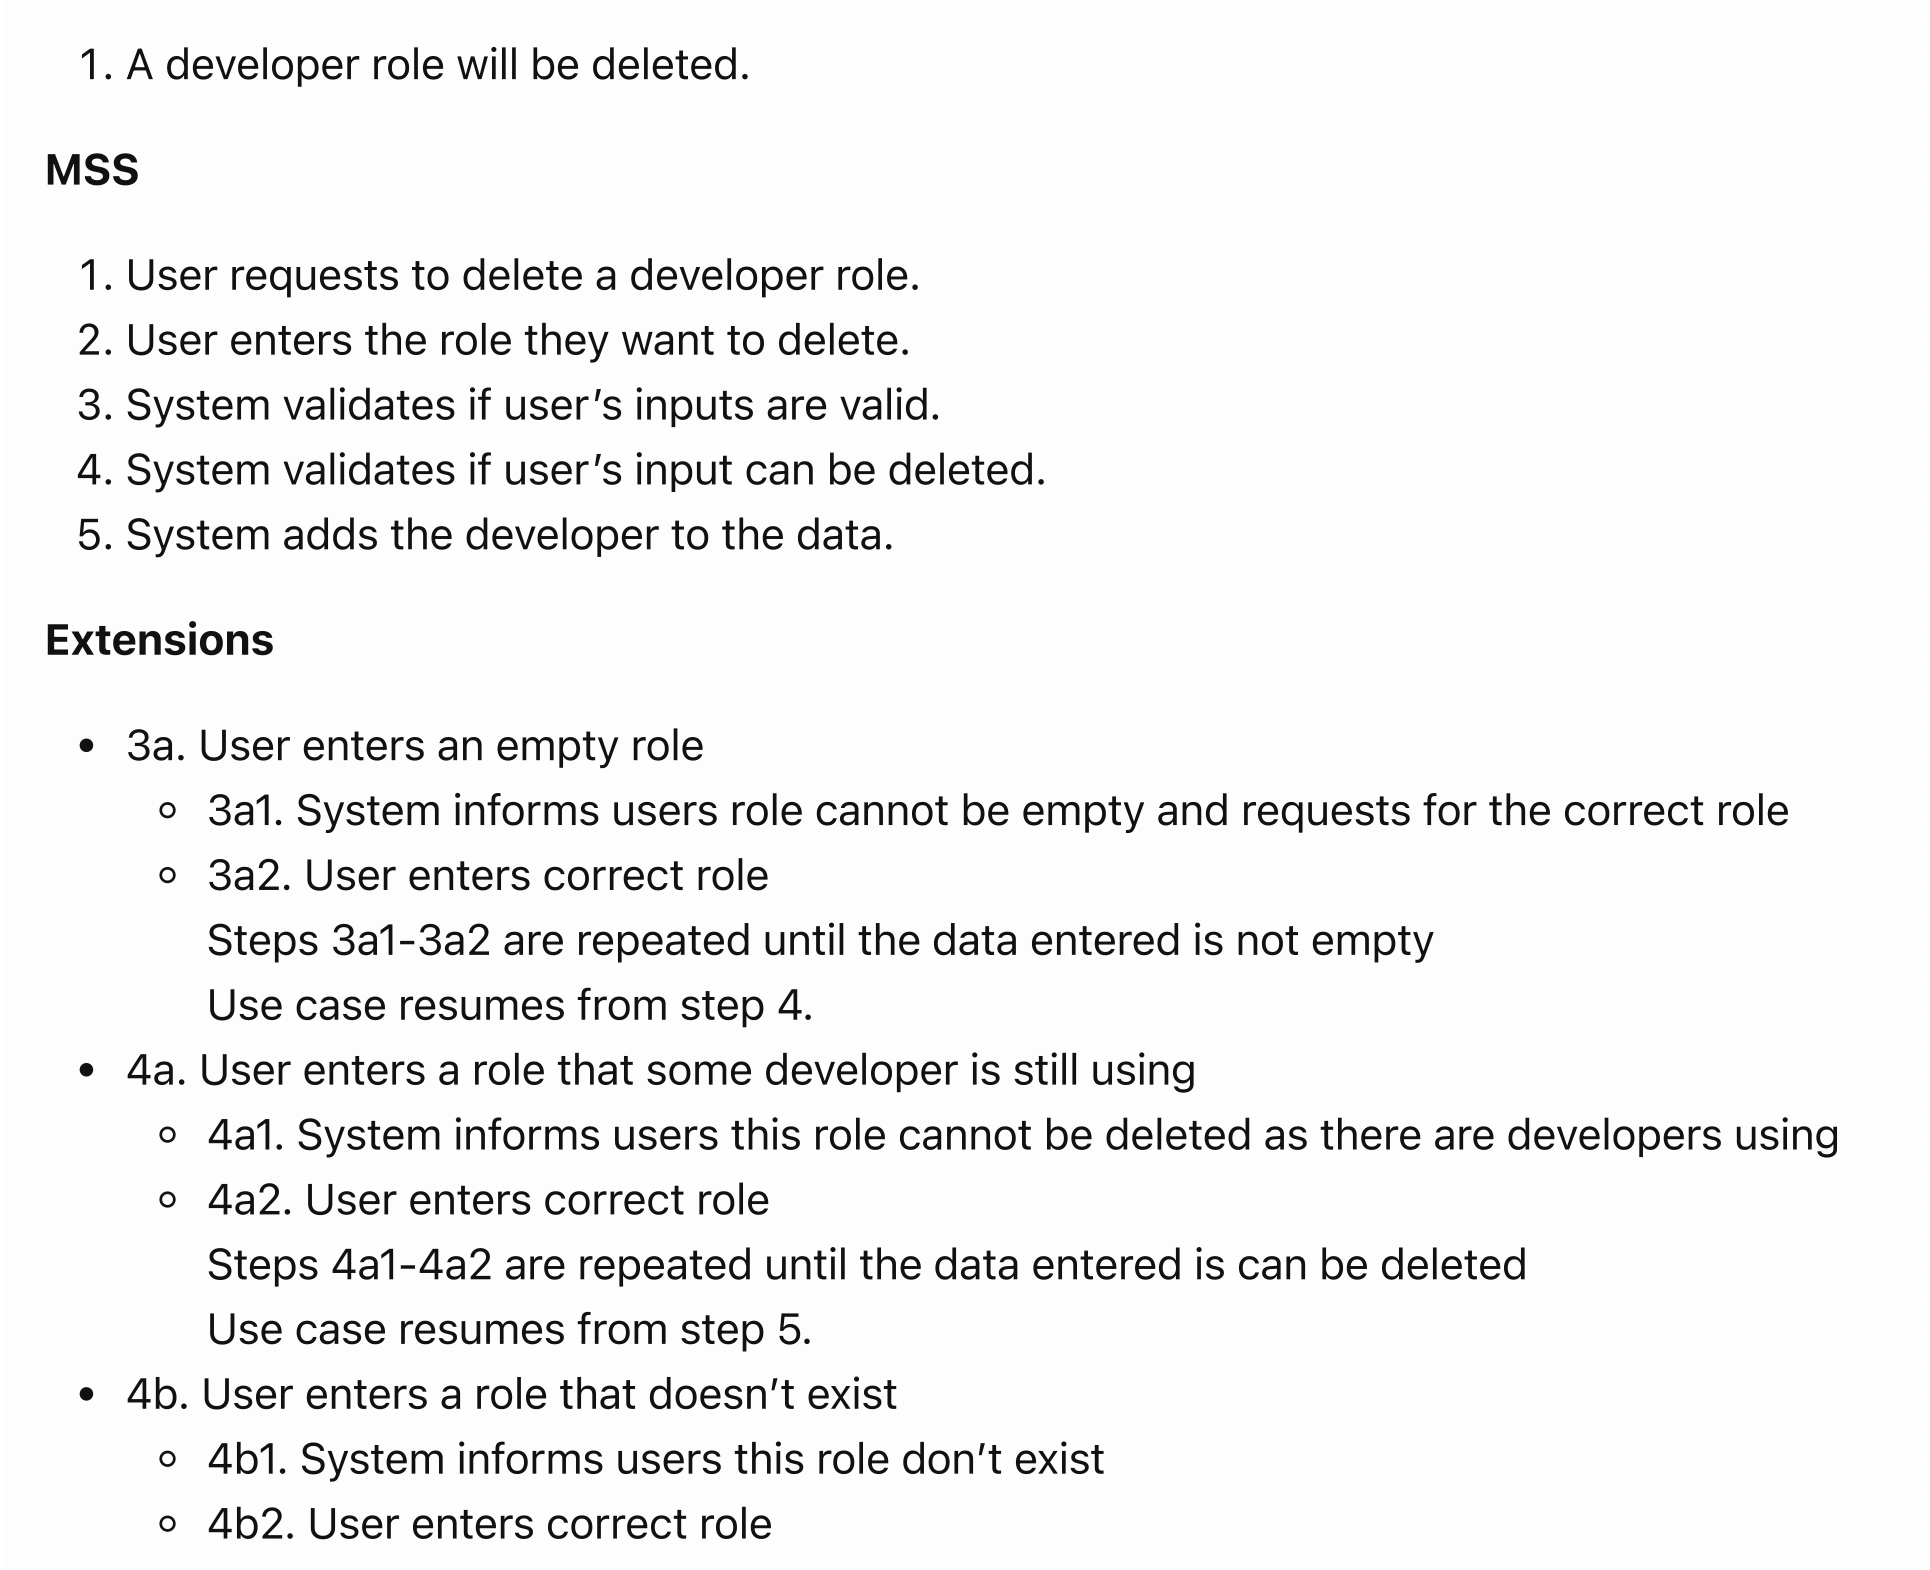 1. A developer role will be deleted.
MSS
1. User requests to delete a developer role.
2. User enters the role they want to delete.
3. System validates if user’s inputs are valid.
4. System validates if user’s input can be deleted.
5. System adds the developer to the data.
Extensions
• 3a. User enters an empty role
◦ 3a1. System informs users role cannot be empty and requests for the correct role
◦ 3a2. User enters correct role
Steps 3a1-3a2 are repeated until the data entered is not empty
Use case resumes from step 4.
• 4a. User enters a role that some developer is still using
◦ 4a1. System informs users this role cannot be deleted as there are developers using
◦ 4a2. User enters correct role
Steps 4a1-4a2 are repeated until the data entered is can be deleted
Use case resumes from step 5.
• 4b. User enters a role that doesn’t exist
◦ 4b1. System informs users this role don’t exist
◦ 4b2. User enters correct role